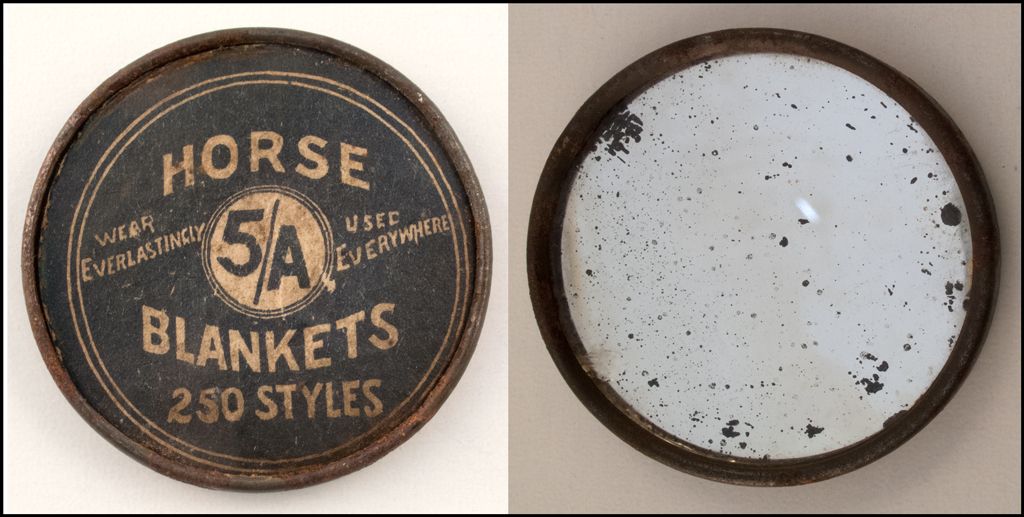 HORSE
WEAR
EVERLASTINGLY
5/A
USED
EVERYWHERE
BLANKETS
250 STYLES